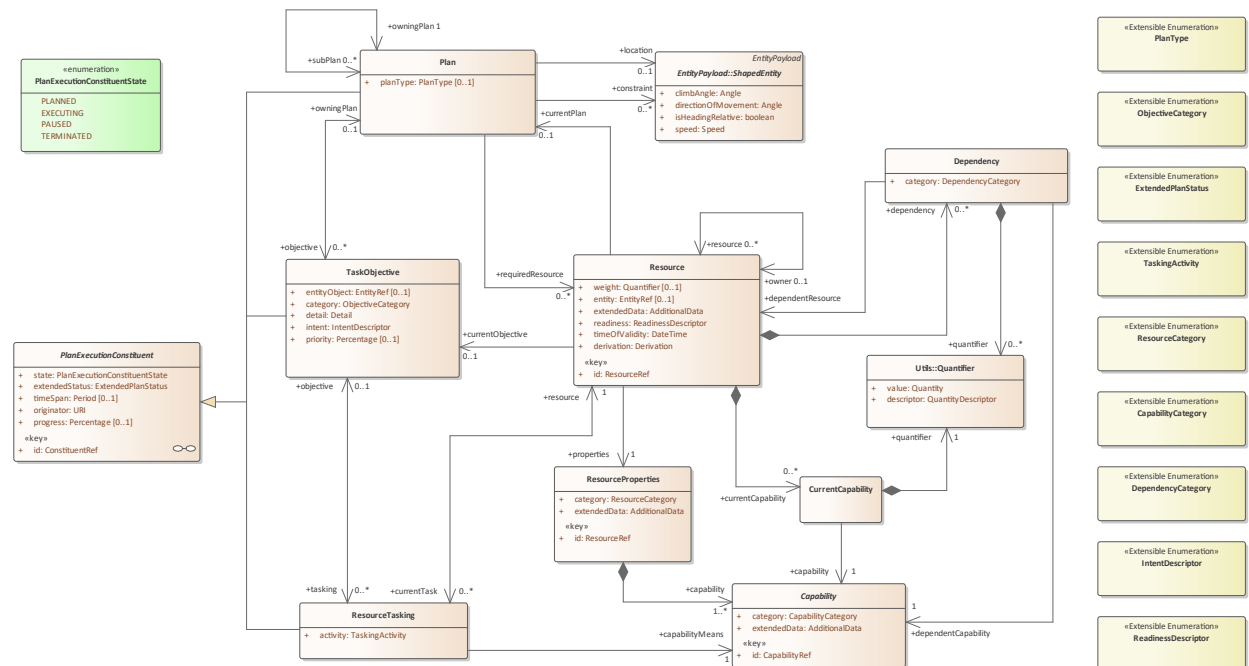 «enumeration»
PlanExecutionConstituentState
PLANNED
EXECUTING
PAUSED
TERMINATED
+owningPlan 1
+subPlan 0..*
Plan
+ planType: PlanType [0..1]
+location
0..1
+constraint
0..*
EntityPayload
EntityPayload::ShapedEntity
+ climbAngle: Angle
+ directionOfMovement: Angle
+ isHeadingRelative: boolean
+ speed: Speed
+owningPlan
0..1
+currentPlan
0..1
Dependency
+ category: DependencyCategory
+dependency
0..*
+objective
0..*
+resource 0..*
+owner 0..1
+requiredResource
0..*
+dependentResource
TaskObjective
+ entityObject: EntityRef [0..1]
+ category: ObjectiveCategory
+ detail: Detail
+ intent: IntentDescriptor
+ priority: Percentage [0..1]
Resource
+ weight: Quantifier [0..1]
+ entity: EntityRef [0..1]
+ extendedData: AdditionalData
+ readiness: ReadinessDescriptor
+ timeOfValidity: DateTime
+ derivation: Derivation
«key»
+ id: ResourceRef
+currentObjective
0..1
+quantifier
0..*
Utils::Quantifier
+ value: Quantity
+ descriptor: QuantityDescriptor
PlanExecutionConstituent
+ state: PlanExecutionConstituentState
+ extendedStatus: ExtendedPlanStatus
+ timeSpan: Period [0..1]
+ originator: URI
+ progress: Percentage [0..1]
«key»
+ id: ConstituentRef
+objective
0..1
+resource
1
+quantifier
1
+properties
1
ResourceProperties
+ category: ResourceCategory
+ extendedData: AdditionalData
«key»
+ id: ResourceRef
0..*
+currentCapability
CurrentCapability
+capability
1
+tasking
0..*
+currentTask
0..*
+capability
1..*
ResourceTasking
+ activity: TaskingActivity
+capabilityMeans
1
Capability
+ category: CapabilityCategory
+ extendedData: AdditionalData
«key»
+ id: CapabilityRef
1
+dependentCapability
«Extensible Enumeration»
PlanType
«Extensible Enumeration»
ObjectiveCategory
«Extensible Enumeration»
ExtendedPlanStatus
«Extensible Enumeration»
TaskingActivity
«Extensible Enumeration»
ResourceCategory
«Extensible Enumeration»
CapabilityCategory
«Extensible Enumeration»
DependencyCategory
«Extensible Enumeration»
IntentDescriptor
«Extensible Enumeration»
ReadinessDescriptor